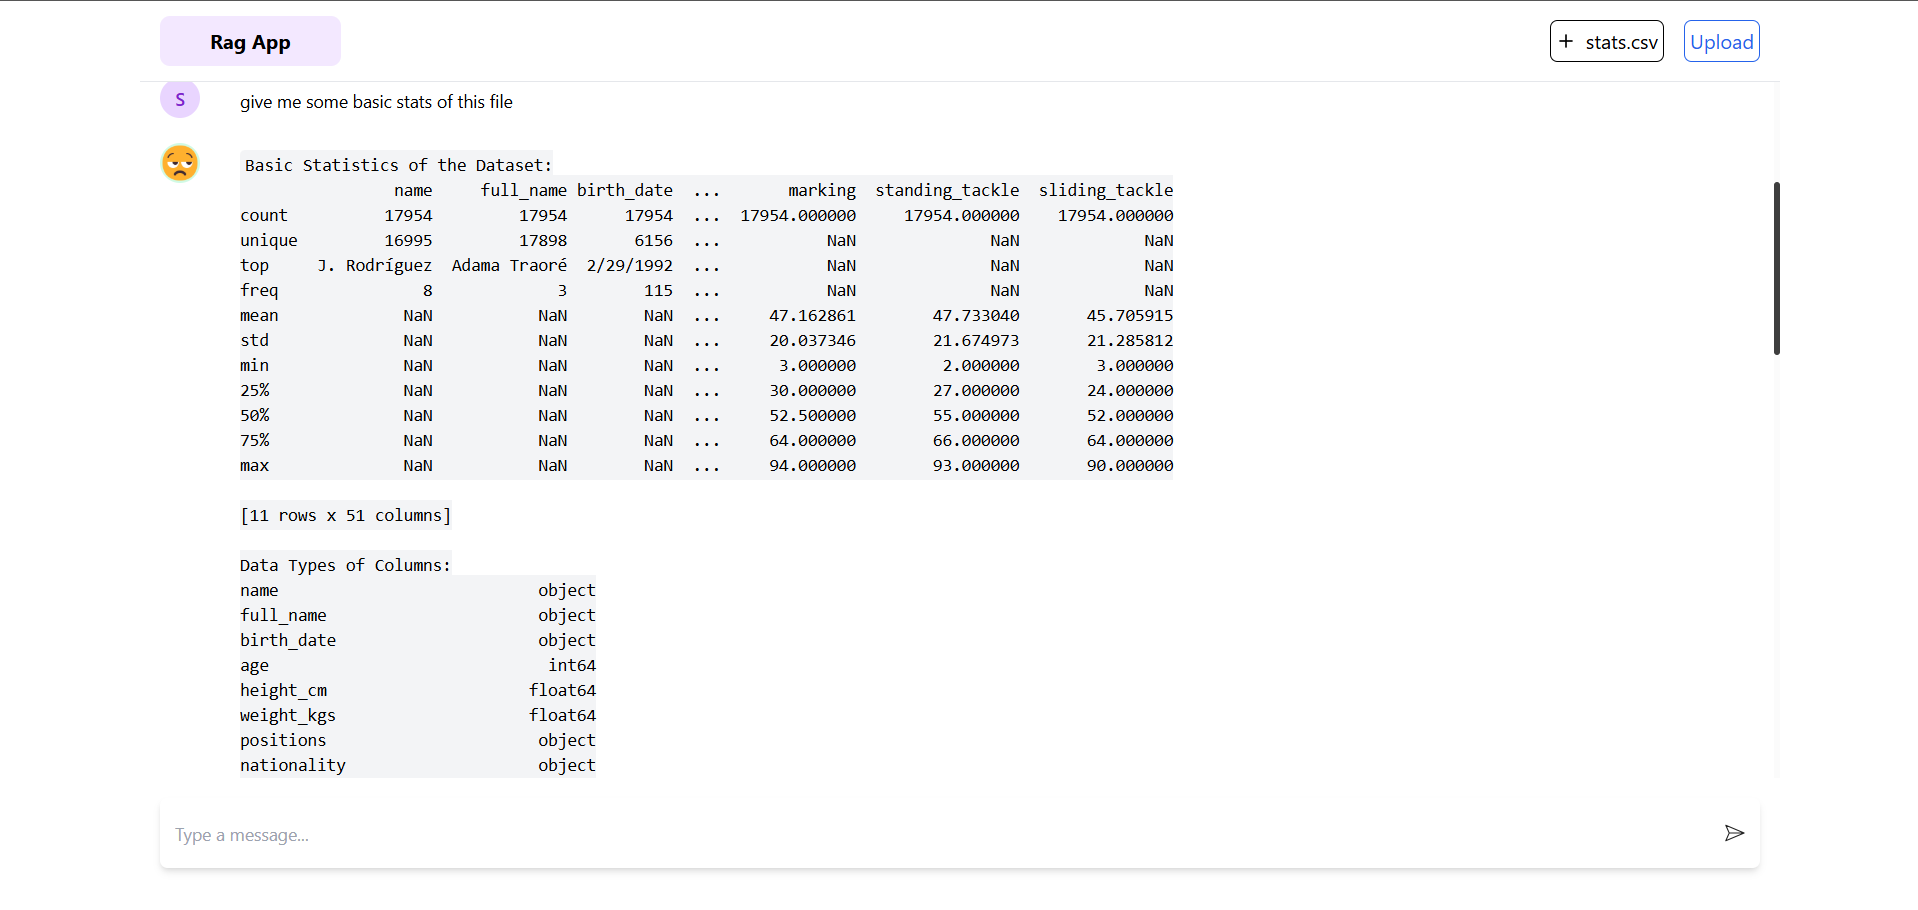 Rag App
+ stats.csv
Upload
S
give me some basic stats of this file
Basic Statistics of the Dataset:
name full_name birth_date ... marking standing_tackle sliding_tackle
count 17954 17954 17954 ... 17954.000000 17954.000000 17954.000000
unique 16995 17898 6156 ... NaN NaN NaN
top J. Rodríguez Adama Traoré 2/29/1992 ... NaN NaN NaN
freq 8 3 115 ... NaN NaN NaN
mean NaN NaN NaN ... 47.162861 47.733040 45.705915
std NaN NaN NaN ... 20.037346 21.674973 21.285812
min NaN NaN NaN ... 3.000000 2.000000 3.000000
25% NaN NaN NaN ... 30.000000 27.000000 24.000000
50% NaN NaN NaN ... 52.500000 55.000000 52.000000
75% NaN NaN NaN ... 64.000000 66.000000 64.000000
max NaN NaN NaN ... 94.000000 93.000000 90.000000
[11 rows x 51 columns]
Data Types of Columns:
name object
full_name object
birth_date object
age int64
height_cm float64
weight_kgs float64
positions object
nationality object
Type a message...